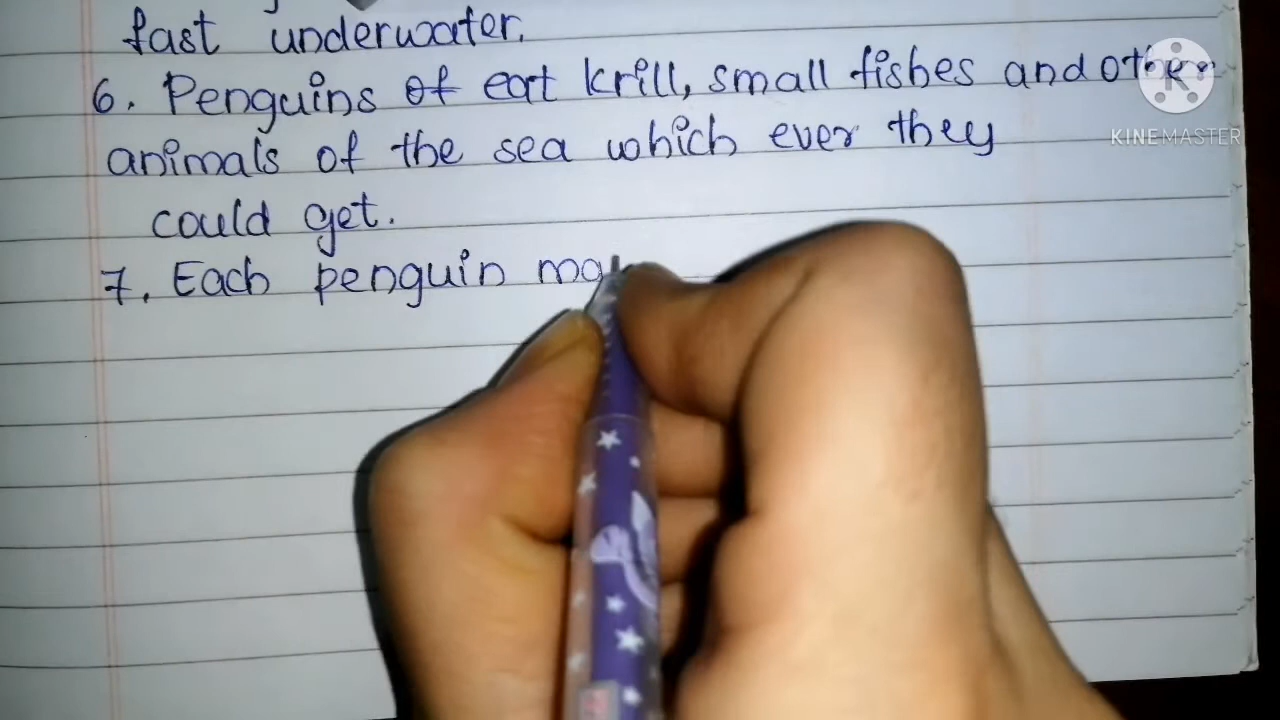 fast underwater.
6. Penguins of eat krill, small fishes and other
animals of the sea which ever they
could get.
7. Each penguin
KINEMASTER